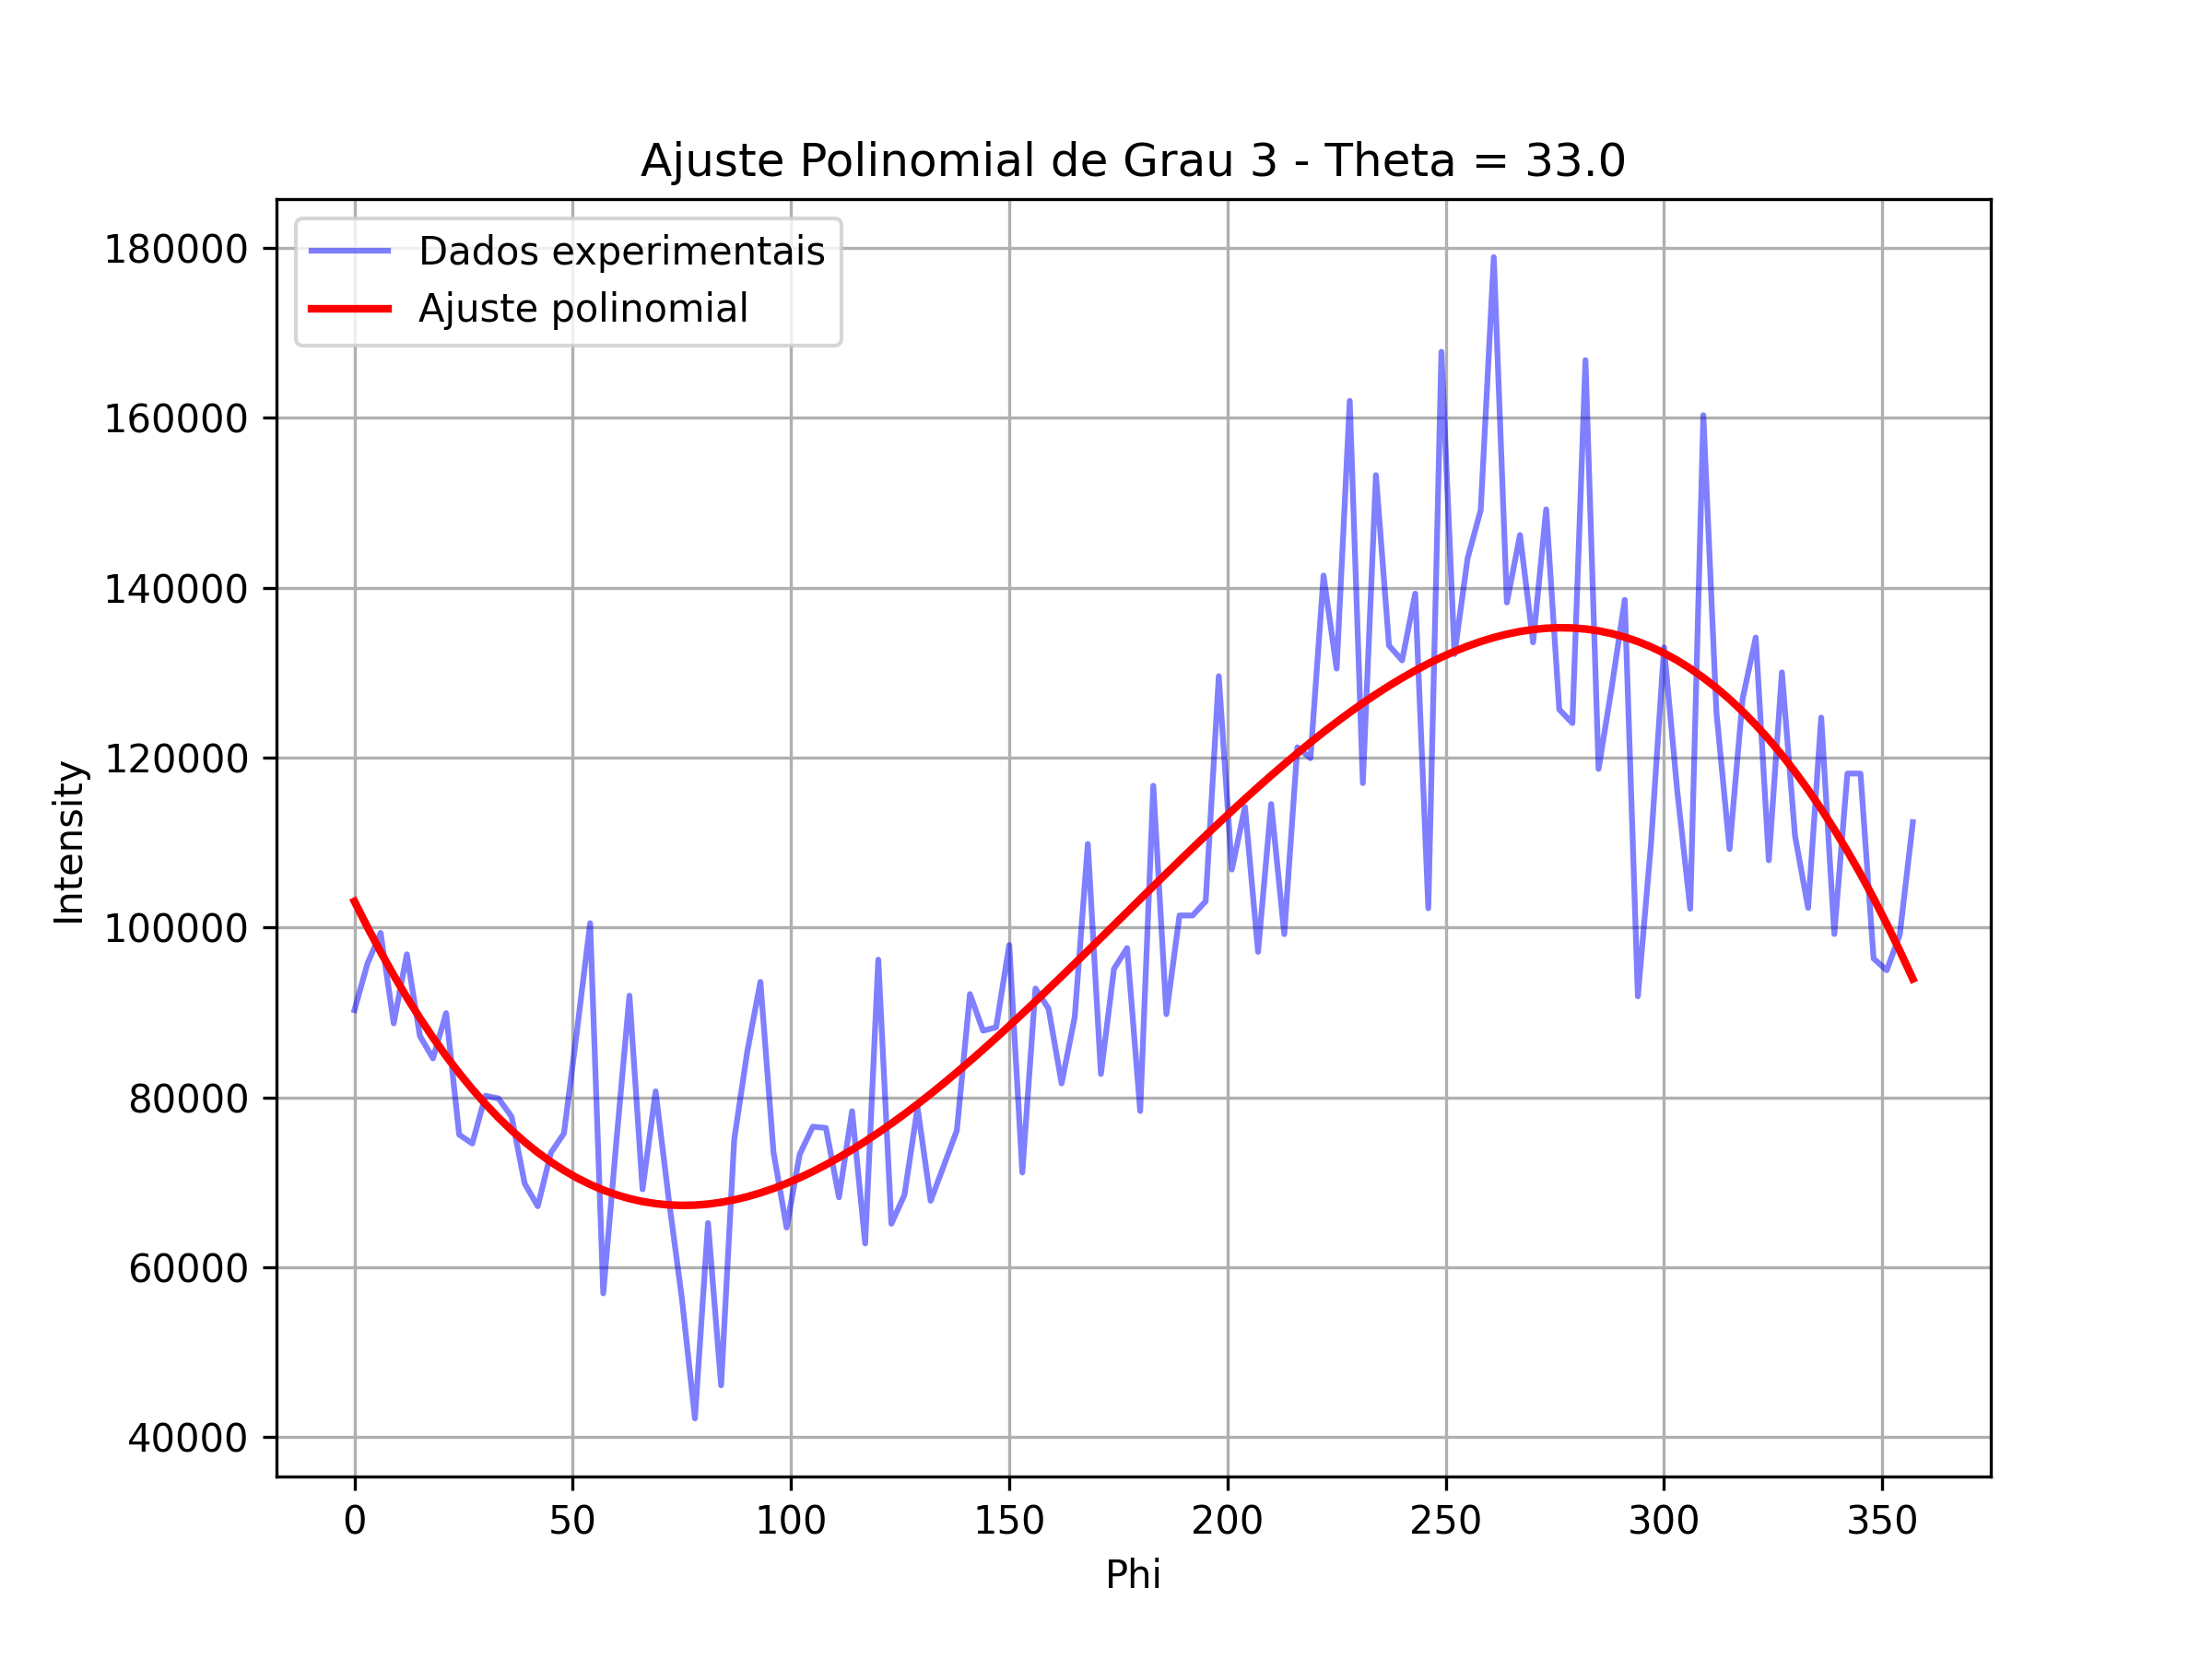 Ajuste Polinomial de Grau 3 - Theta = 33.0
Dados experimentais
Ajuste polinomial
180000
160000
140000
120000
100000
80000
60000
40000
Intensity
0 50 100 150 200 250 300 350
Phi